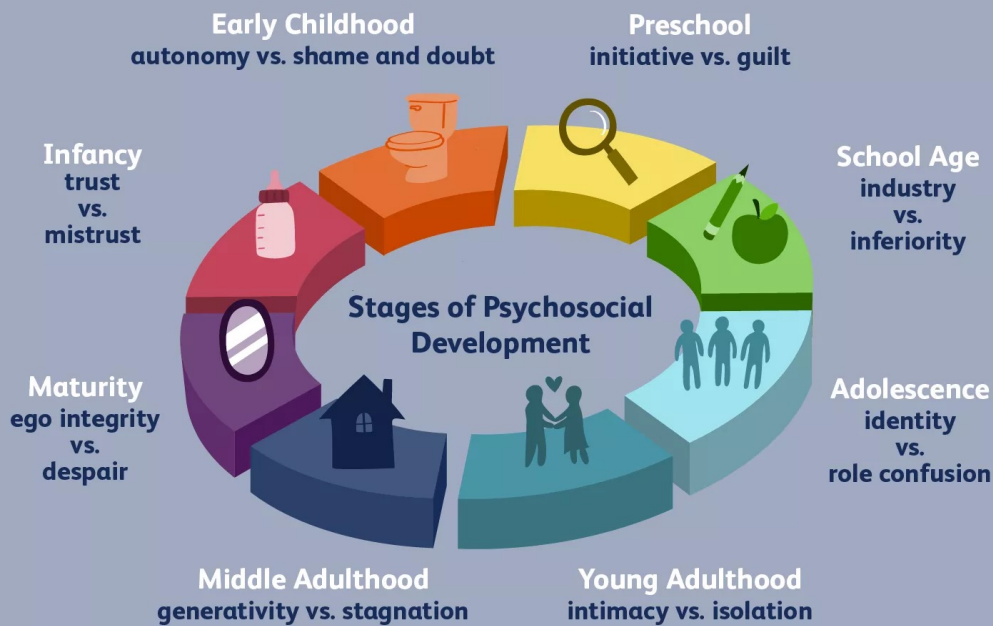 Early Childhood
autonomy vs. shame and doubt
Preschool
initiative vs. guilt
Infancy
trust
vs.
mistrust
School Age
industry
vs.
inferiority
Stages of Psychosocial
Development
Maturity
ego integrity
vs.
despair
Adolescence
identity
vs.
role confusion
Middle Adulthood
generativity vs. stagnation
Young Adulthood
intimacy vs. isolation